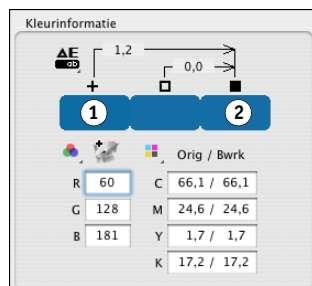 Kleurinformatie
ΔE
ab
1,2
0,0
1
2
Orig / Bwrk
R 60 C 66,1 / 66,1
G 128 M 24,6 / 24,6
B 181 Y 1,7 / 1,7
K 17,2 / 17,2